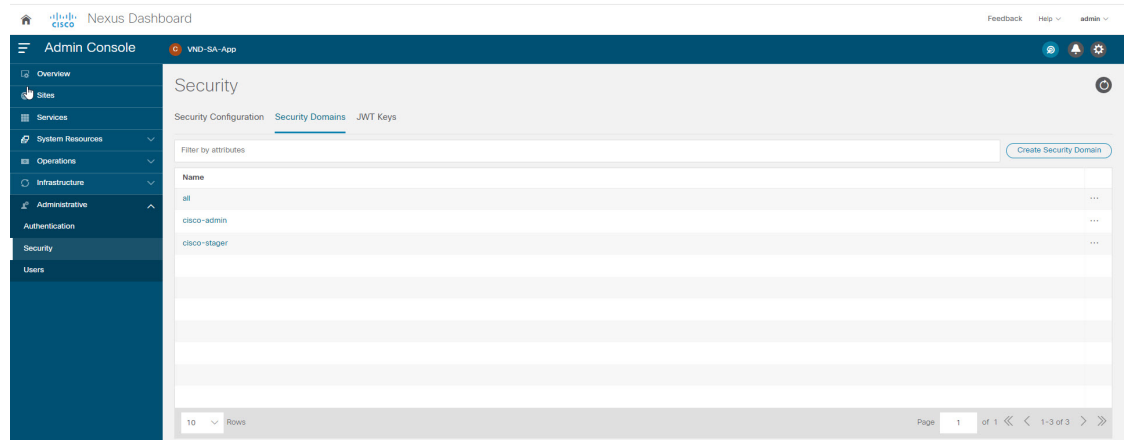 CISCO Nexus Dashboard Feedback Help admin
Admin Console C VND-SA-App
Overview
Sites
Services
System Resources
Operations
Infrastructure
Administrative
Authentication
Security
Users
Security
Security Configuration Security Domains JWT Keys
Filter by attributes Create Security Domain
Name
all ...
cisco-admin ...
cisco-stager ...
10 Rows Page 1 of 1 1-3 of 3